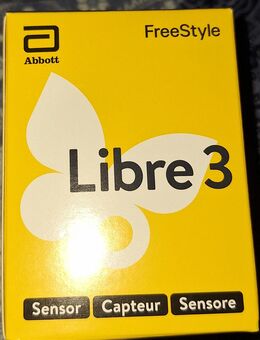 Abbott
FreeStyle
Libre 3
Sensor Capteur Sensore